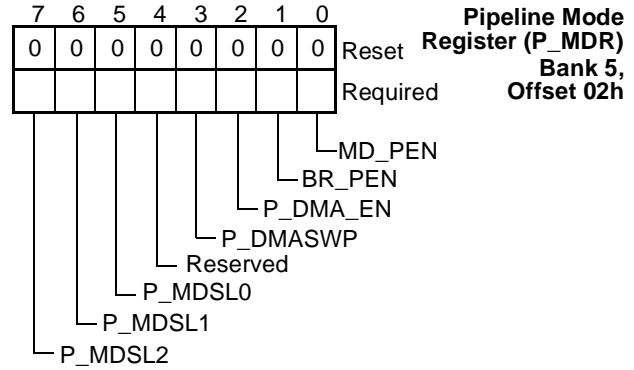 7 6 5 4 3 2 1 0
Pipeline Mode
0 0 0 0 0 0 0 0 Reset
Register (P_MDR)
Bank 5,
Required
Offset 02h
MD_PEN
BR_PEN
P_DMA_EN
P_DMASWP
Reserved
P_MDSL0
P_MDSL1
P_MDSL2